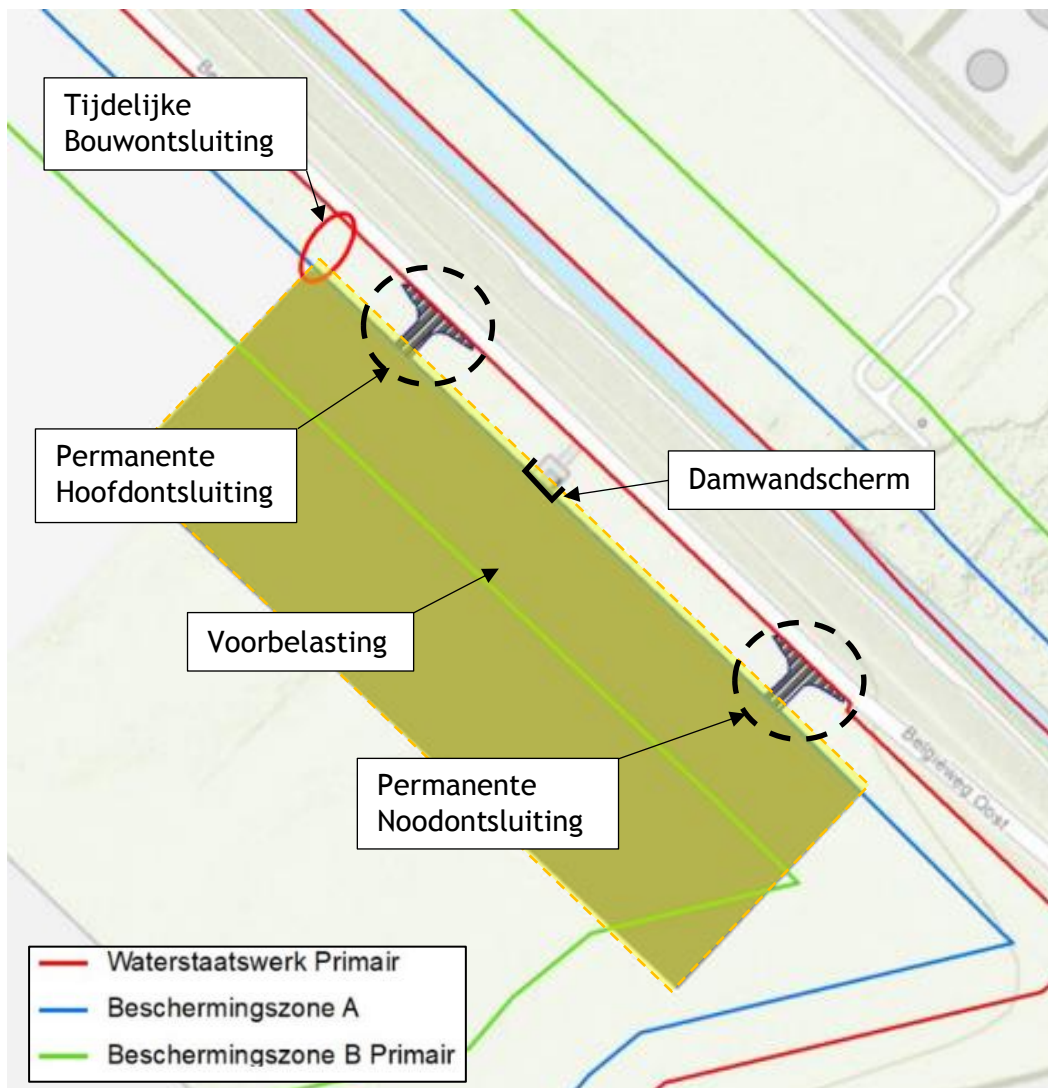 Tijdelijke
Bouwontsluiting
Permanente
Hoofdontsluiting
Damwandscherm
Voorbelasting
Permanente
Noodontsluiting
Belgieweg Oost
Waterstaatswerk Primair
Beschermingszone A
Beschermingszone B Primair